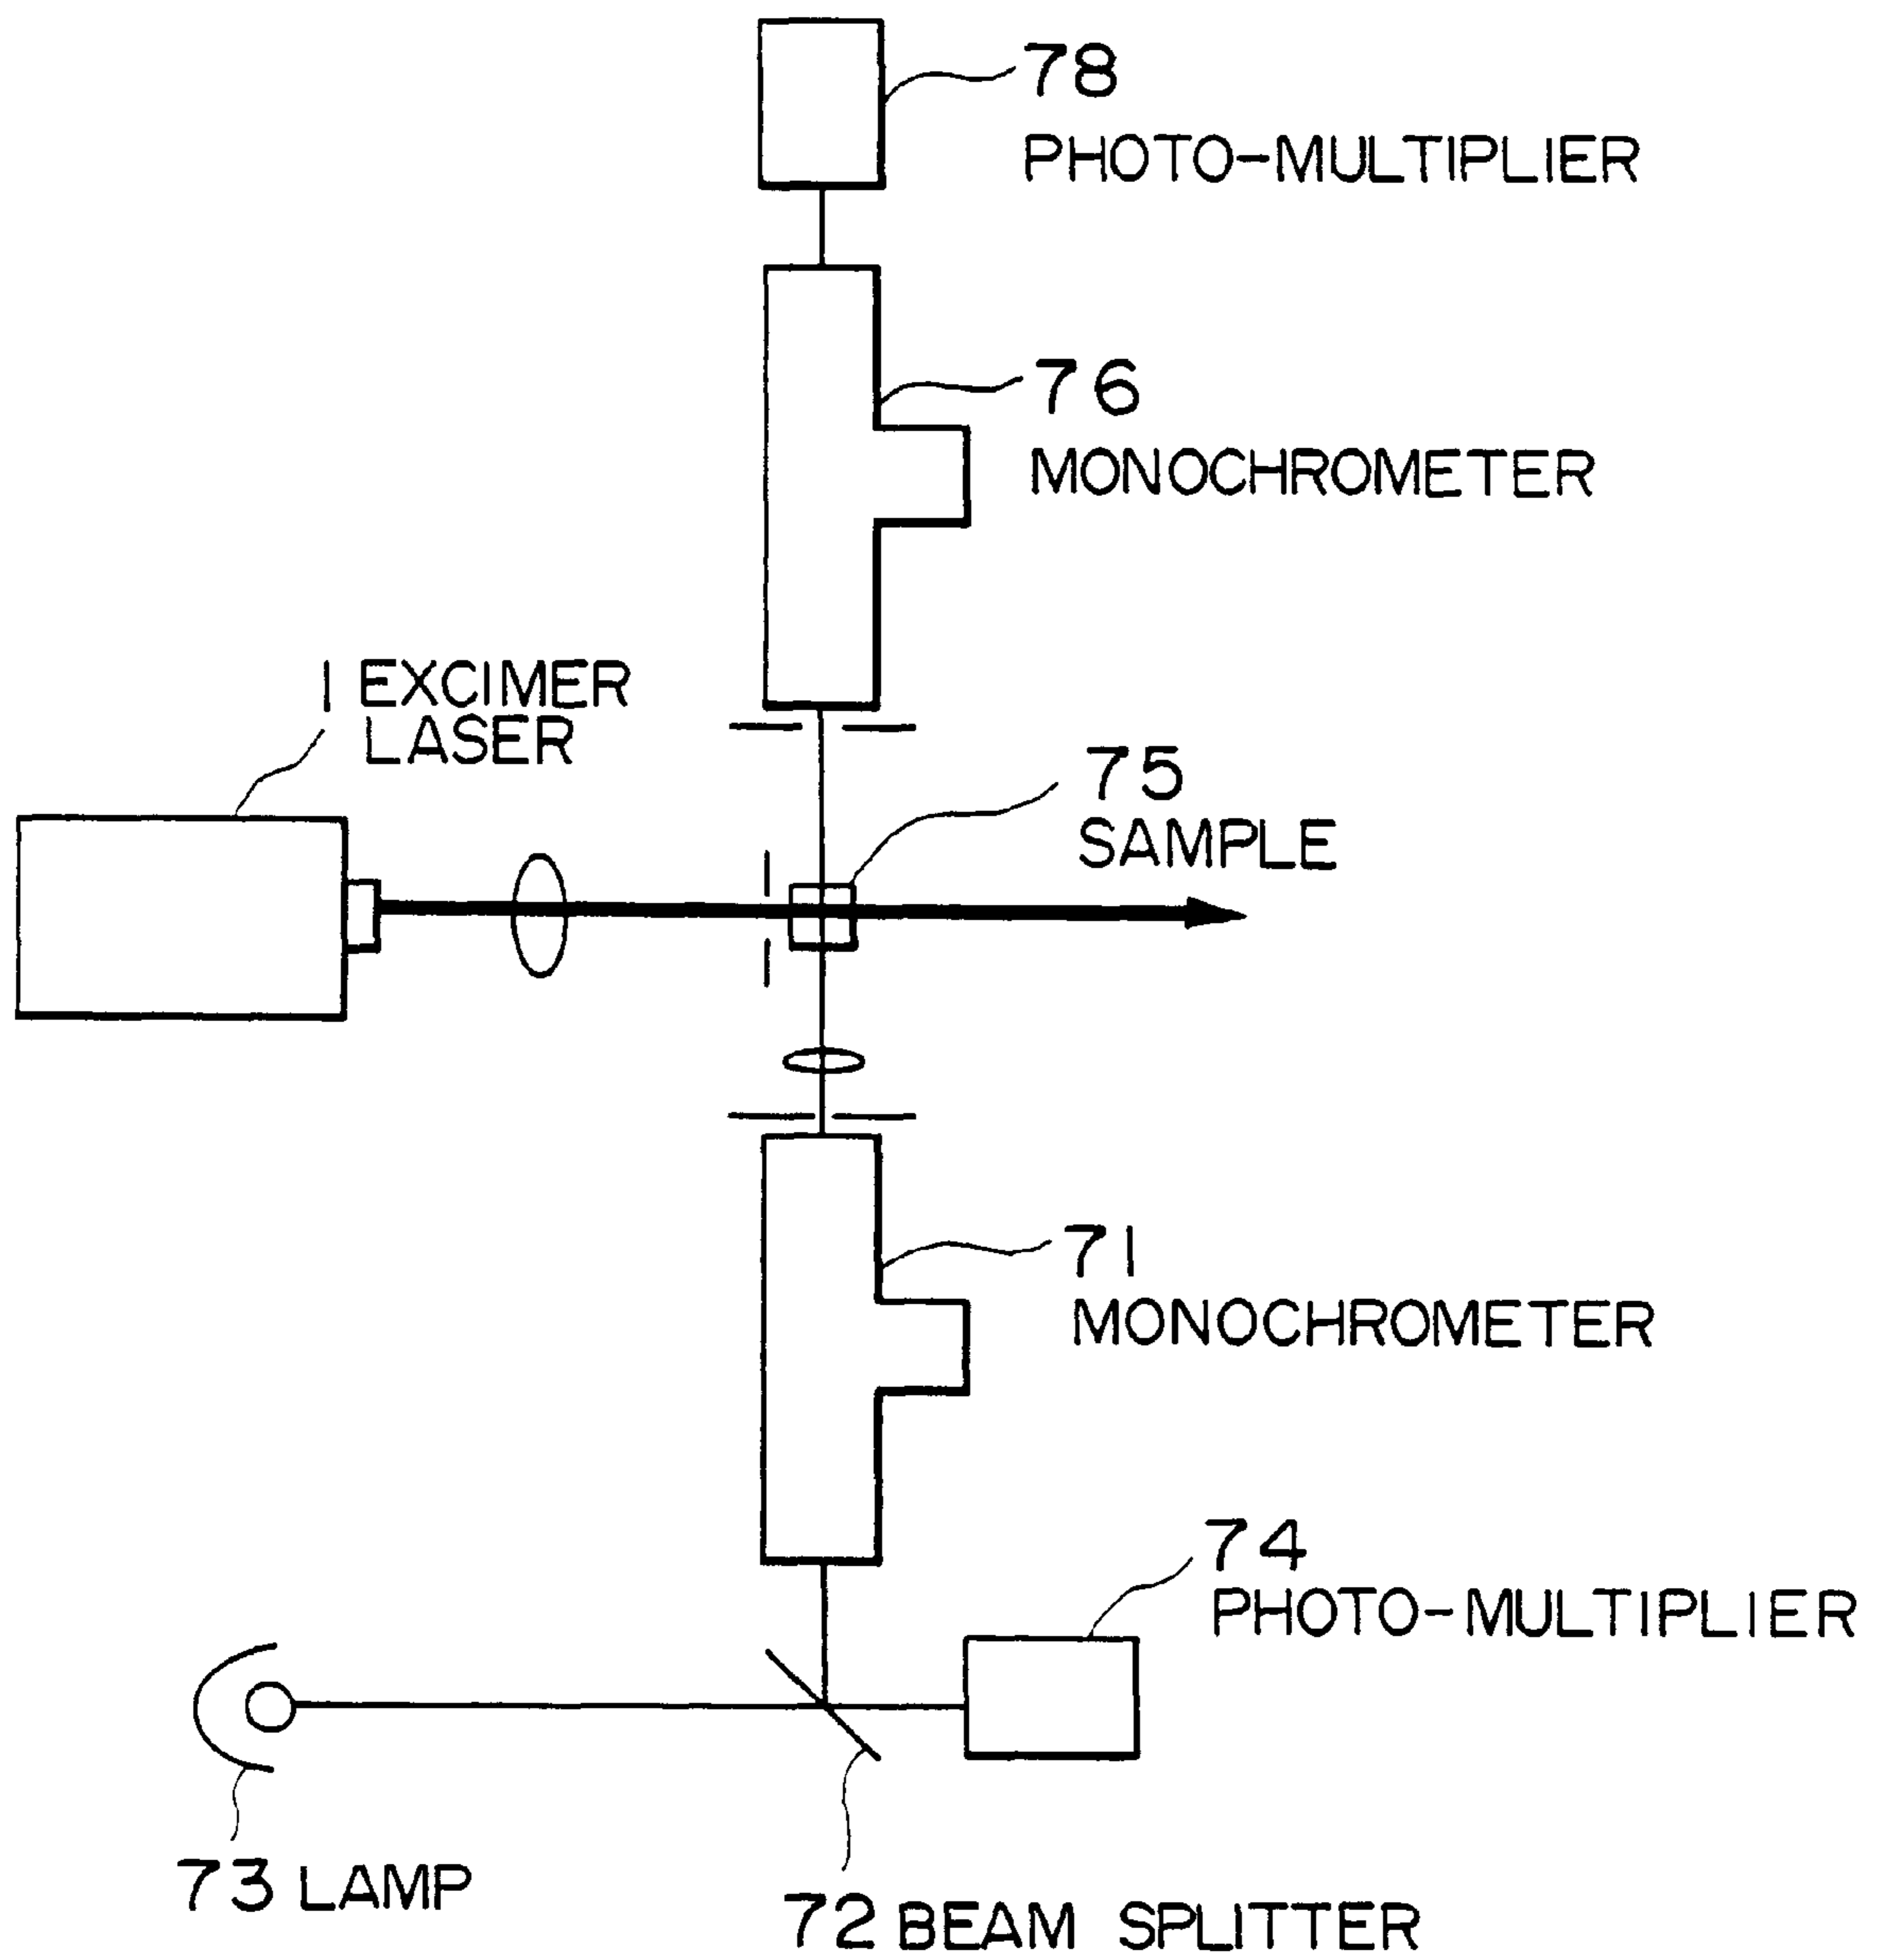 78
PHOTO-MULTIPLIER
76
MONOCHROMETER
1 EXCIMER
LASER
75
SAMPLE
71
MONOCHROMETER
74
PHOTO-MULTIPLIER
73 LAMP
72 BEAM SPLITTER